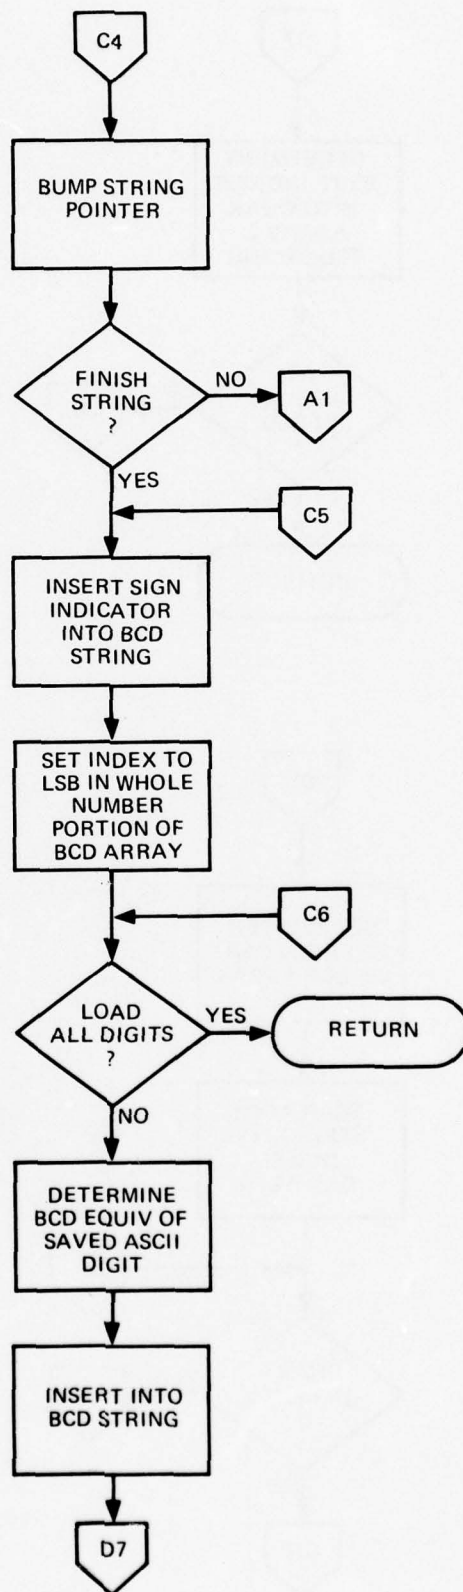 C4
BUMP STRING
POINTER
FINISH
STRING
?
NO
A1
YES
C5
INSERT SIGN
INDICATOR
INTO BCD
STRING
SET INDEX TO
LSB IN WHOLE
NUMBER
PORTION OF
BCD ARRAY
C6
LOAD
ALL DIGITS
?
YES
RETURN
NO
DETERMINE
BCD EQUIV OF
SAVED ASCII
DIGIT
INSERT INTO
BCD STRING
D7